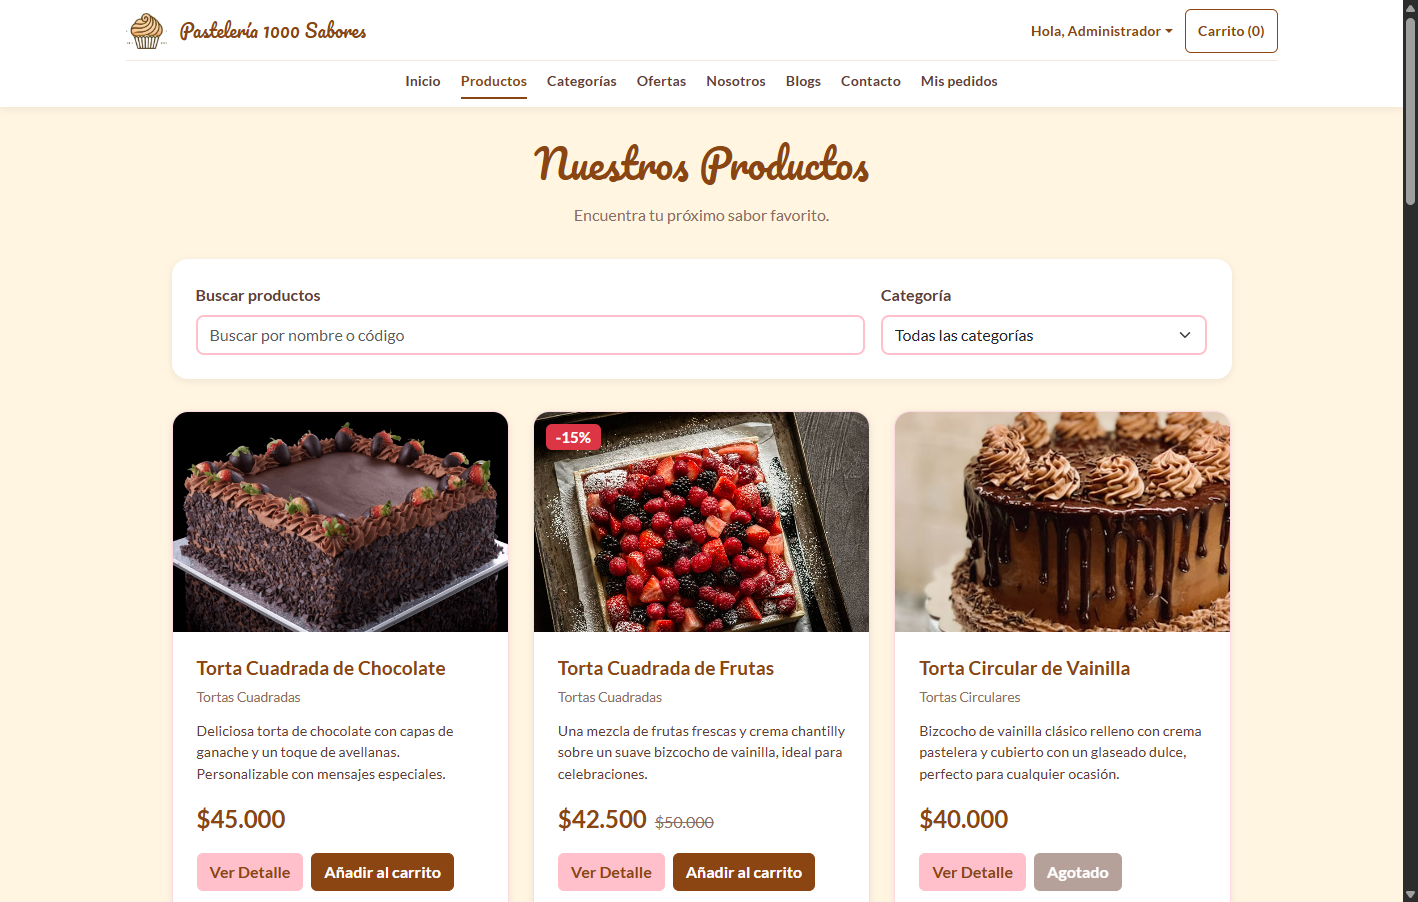 Pastelería 1000 Sabores
Hola, Administrador
Carrito (0)
Inicio Productos Categorías Ofertas Nosotros Blogs Contacto Mis pedidos
Nuestros Productos
Encuentra tu próximo sabor favorito.
Buscar productos
Buscar por nombre o código
Categoría
Todas las categorías
Torta Cuadrada de Chocolate
Tortas Cuadradas
Deliciosa torta de chocolate con capas de
ganache y un toque de avellanas.
Personalizable con mensajes especiales.
$45.000
Ver Detalle Añadir al carrito
-15%
Torta Cuadrada de Frutas
Tortas Cuadradas
Una mezcla de frutas frescas y crema chantilly
sobre un suave bizcocho de vainilla, ideal para
celebraciones.
$42.500 $50.000
Ver Detalle Añadir al carrito
Torta Circular de Vainilla
Tortas Circulares
Bizcocho de vainilla clásico relleno con crema
pastelera y cubierto con un glaseado dulce,
perfecto para cualquier ocasión.
$40.000
Ver Detalle Agotado